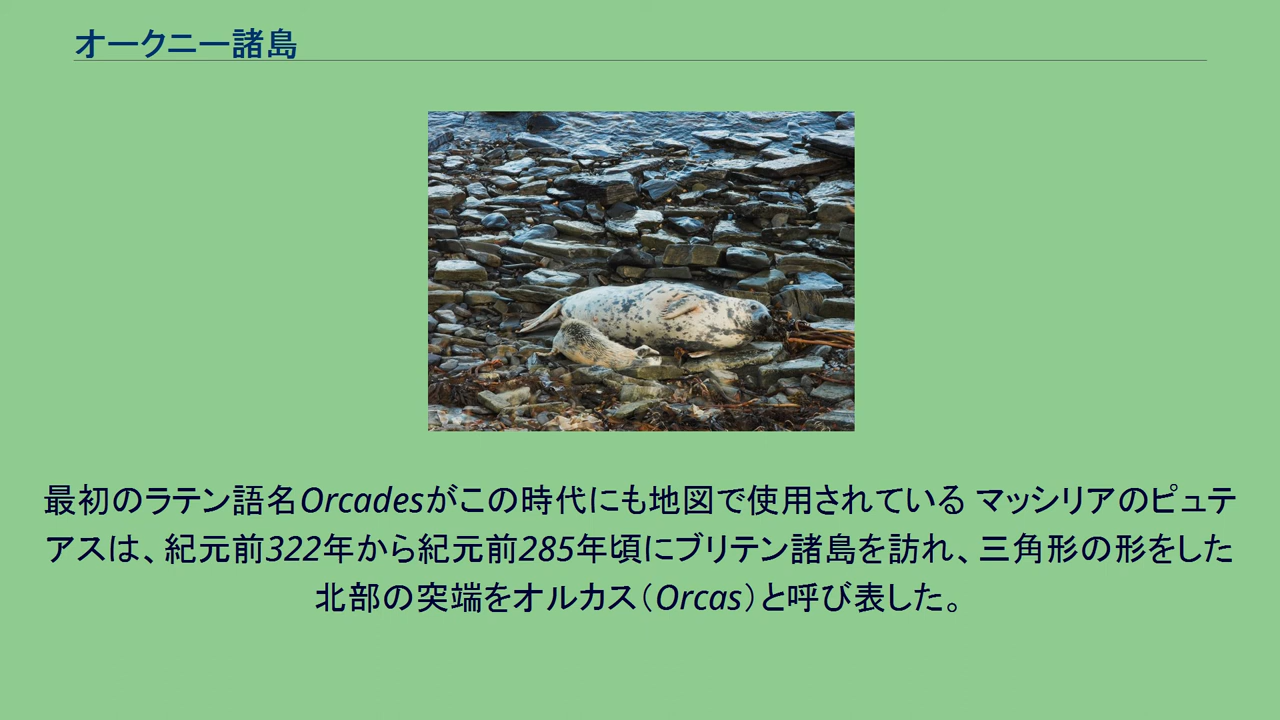 オークニー諸島
最初のラテン語名Orcadesがこの時代にも地図で使用されている マッシリアのピュテ
アスは、紀元前322年から紀元前285年頃にブリテン諸島を訪れ、三角形の形をした
北部の突端をオルカス（Orcas）と呼び表した。